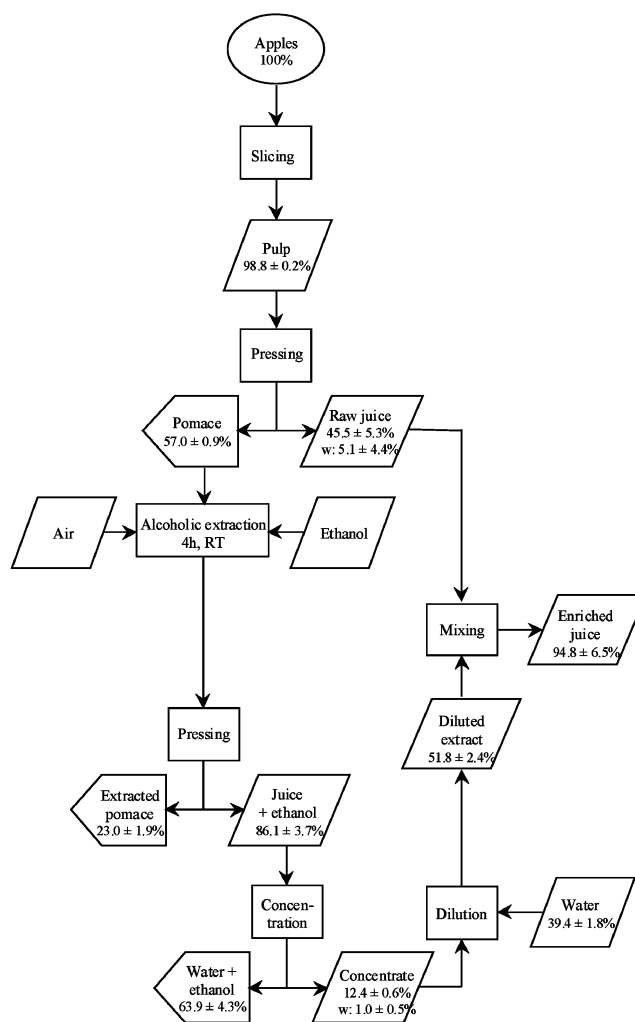 Apples
100%
Slicing
Pulp
98.8 ± 0.2%
Pressing
Pomace
57.0 ± 0.9%
Raw juice
45.5 ± 5.3%
w: 5.1 ± 4.4%
Air
Alcoholic extraction
4h, RT
Ethanol
Mixing
Enriched
juice
94.8 ± 6.5%
Diluted
extract
51.8 ± 2.4%
Pressing
Extracted
pomace
23.0 ± 1.9%
Juice
+ ethanol
86.1 ± 3.7%
Concen-
tration
Dilution
Water
39.4 ± 1.8%
Water +
ethanol
63.9 ± 4.3%
Concentrate
12.4 ± 0.6%
w: 1.0 ± 0.5%